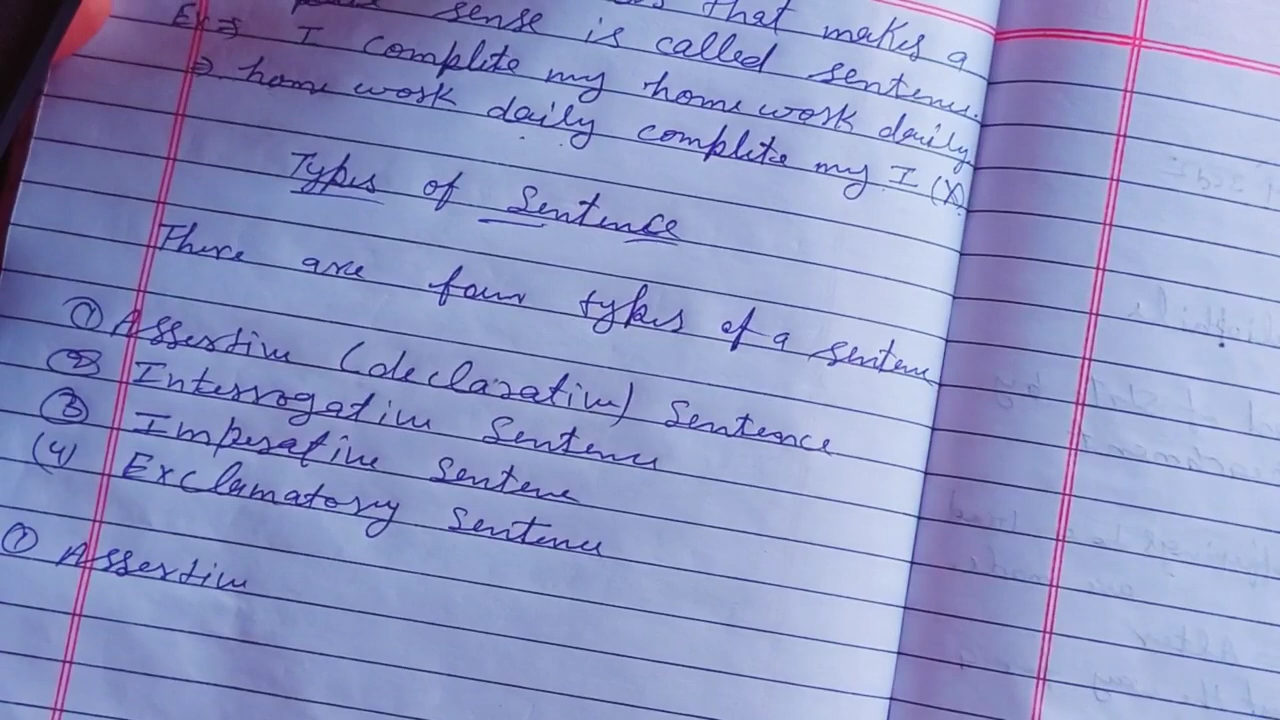 that makes a
sense is called sentence.
Ex ⇒ I complete my home work daily
⇒ home work daily complete my I (X)
Types of Sentence
There are four types of a sentence
① Assertive (declarative) Sentence
② Interrogative Sentence
③ Imperative Sentence
(4) Exclamatory Sentence
① Assertive